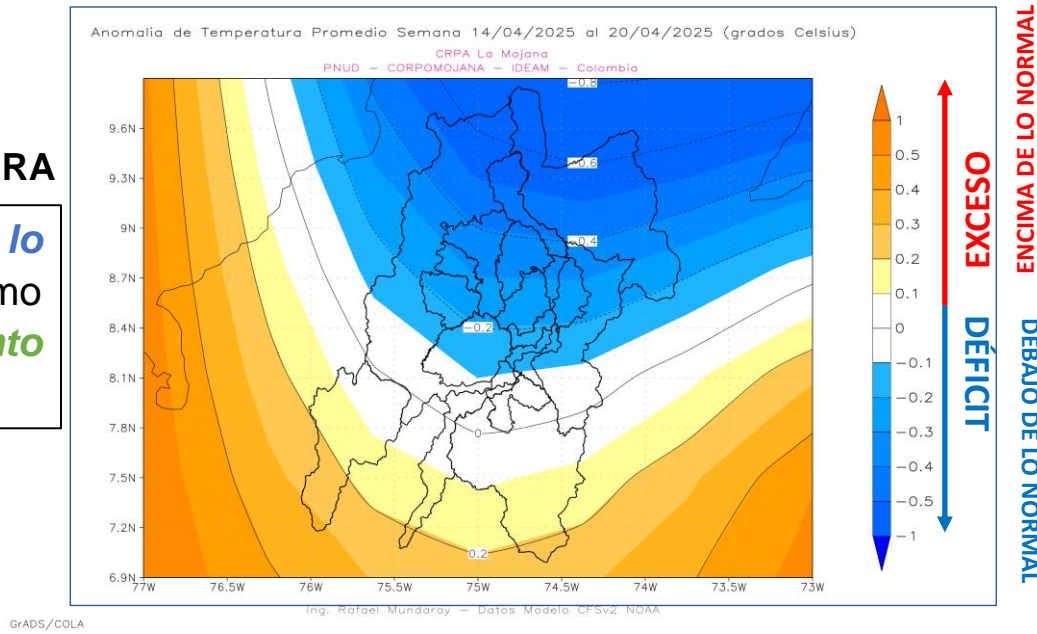 Anomalia de Temperatura Promedio Semana 14/04/2025 al 20/04/2025 (grados Celsius)
CRPA La Mojana
PNUD – CORPOMOJANA – IDEAM – Colombia
RA
lo
mo
nto
9.6N
9.3N
9N
8.7N
8.4N
8.1N
7.8N
7.5N
7.2N
6.9N
77W
76.5W
76W
75.5W
75W
74.5W
74W
73.5W
73W
−0.8
−0.6
−0.4
−0.2
0
0.2
1
0.5
0.4
0.3
0.2
0.1
0
−0.1
−0.2
−0.3
−0.4
−0.5
−1
EXCESO
DÉFICIT
ENCIMA DE LO NORMAL
DEBAJO DE LO NORMAL
Ing. Rafael Mundaray – Datos Modelo CFSv2 NOAA
GrADS/COLA